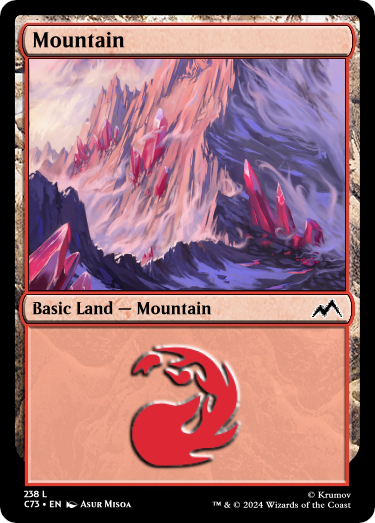 Mountain
Basic Land — Mountain
238 L
C73 • EN Asur Misoa
© Krumov
™ & © 2024 Wizards of the Coast